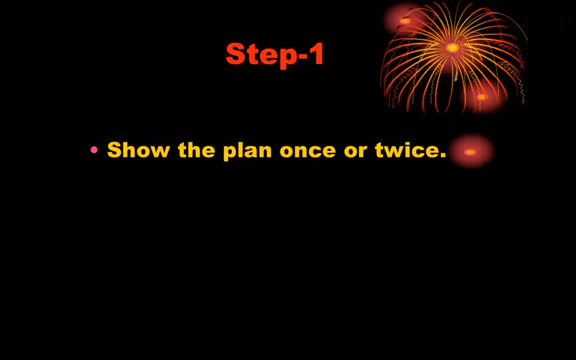 Step-1
• Show the plan once or twice.